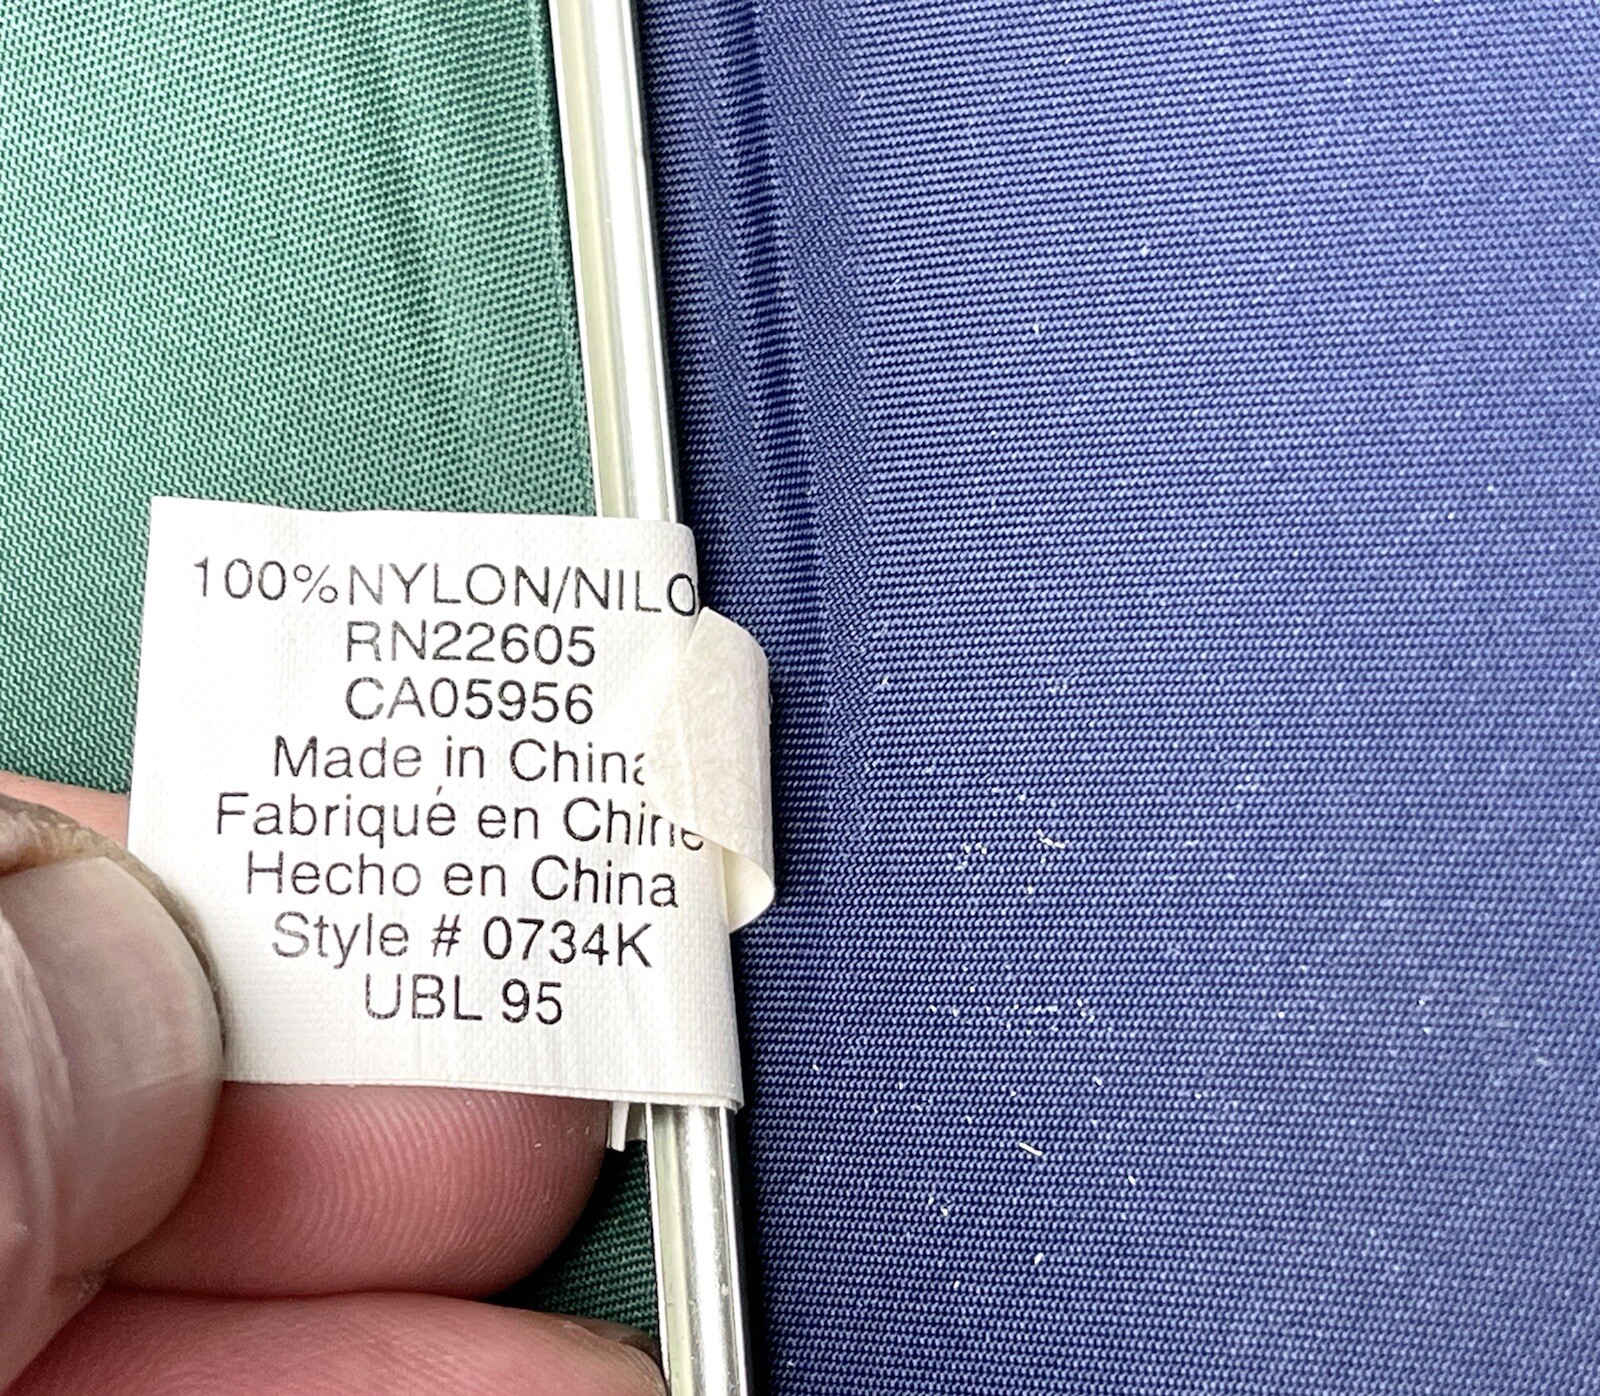 100%NYLON/NILO
RN22605
CA05956
Made in China
Fabriqué en Chine
Hecho en China
Style # 0734K
UBL 95